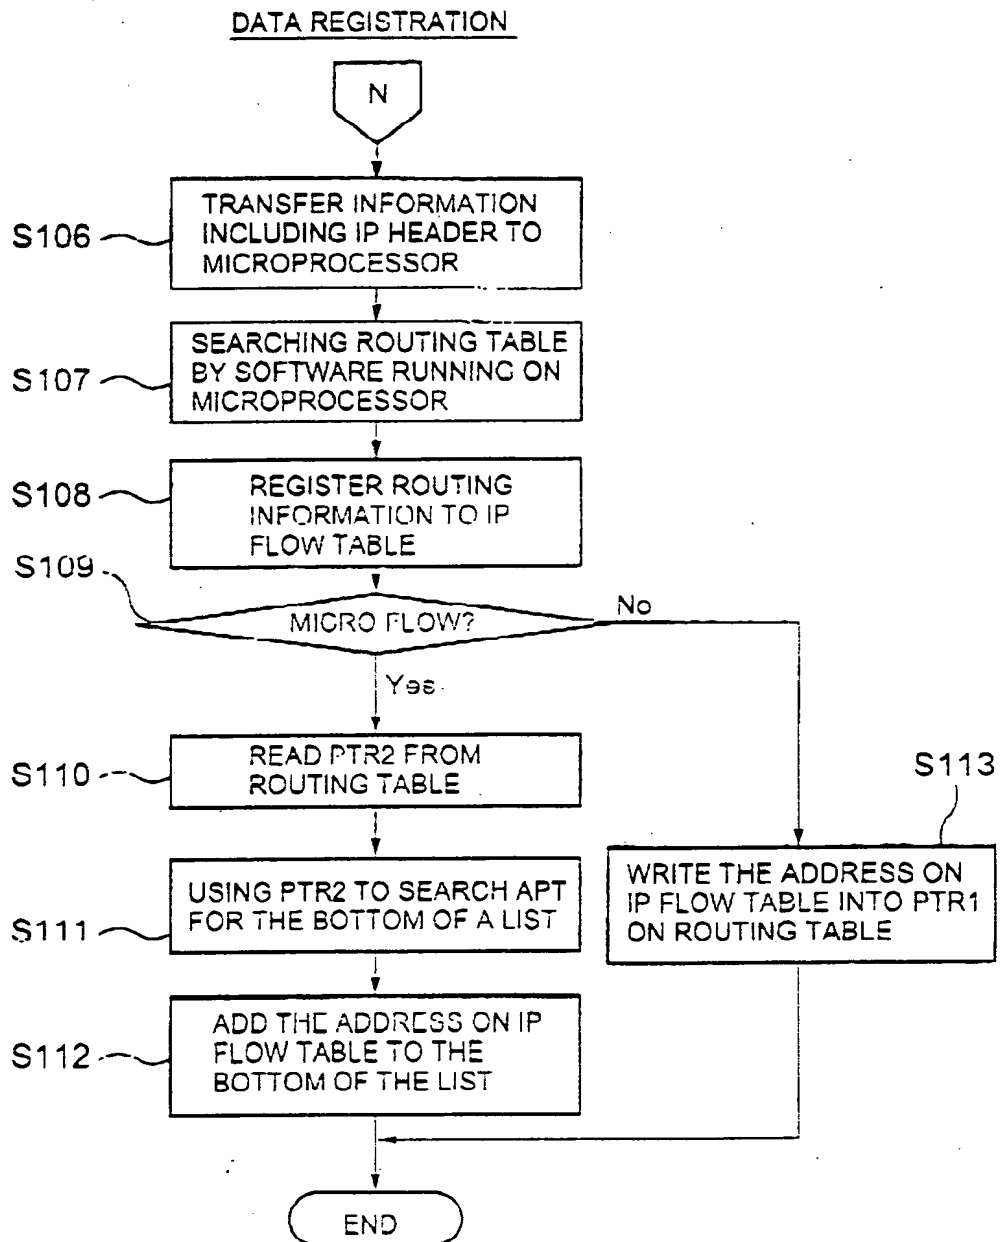 DATA REGISTRATION
N
S106
TRANSFER INFORMATION
INCLUDING IP HEADER TO
MICROPROCESSOR
S107
SEARCHING ROUTING TABLE
BY SOFTWARE RUNNING ON
MICROPROCESSOR
S108
REGISTER ROUTING
INFORMATION TO IP
FLOW TABLE
S109
MICRO FLOW?
No
Yes
S110
READ PTR2 FROM
ROUTING TABLE
S113
WRITE THE ADDRESS ON
IP FLOW TABLE INTO PTR1
ON ROUTING TABLE
S111
USING PTR2 TO SEARCH APT
FOR THE BOTTOM OF A LIST
S112
ADD THE ADDRESS ON IP
FLOW TABLE TO THE
BOTTOM OF THE LIST
END